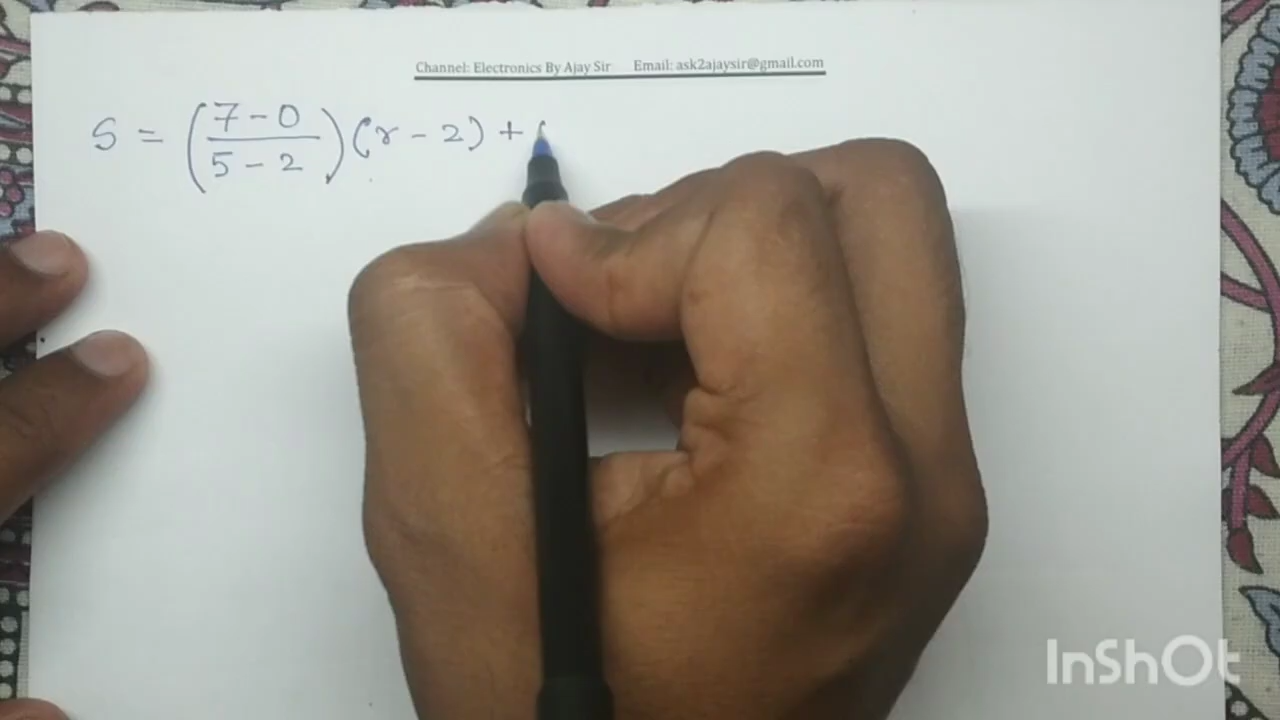 Channel: Electronics By Ajay Sir Email: ask2ajaysir@gmail.com
S = (7-0/5-2)(r-2)+
InShOt